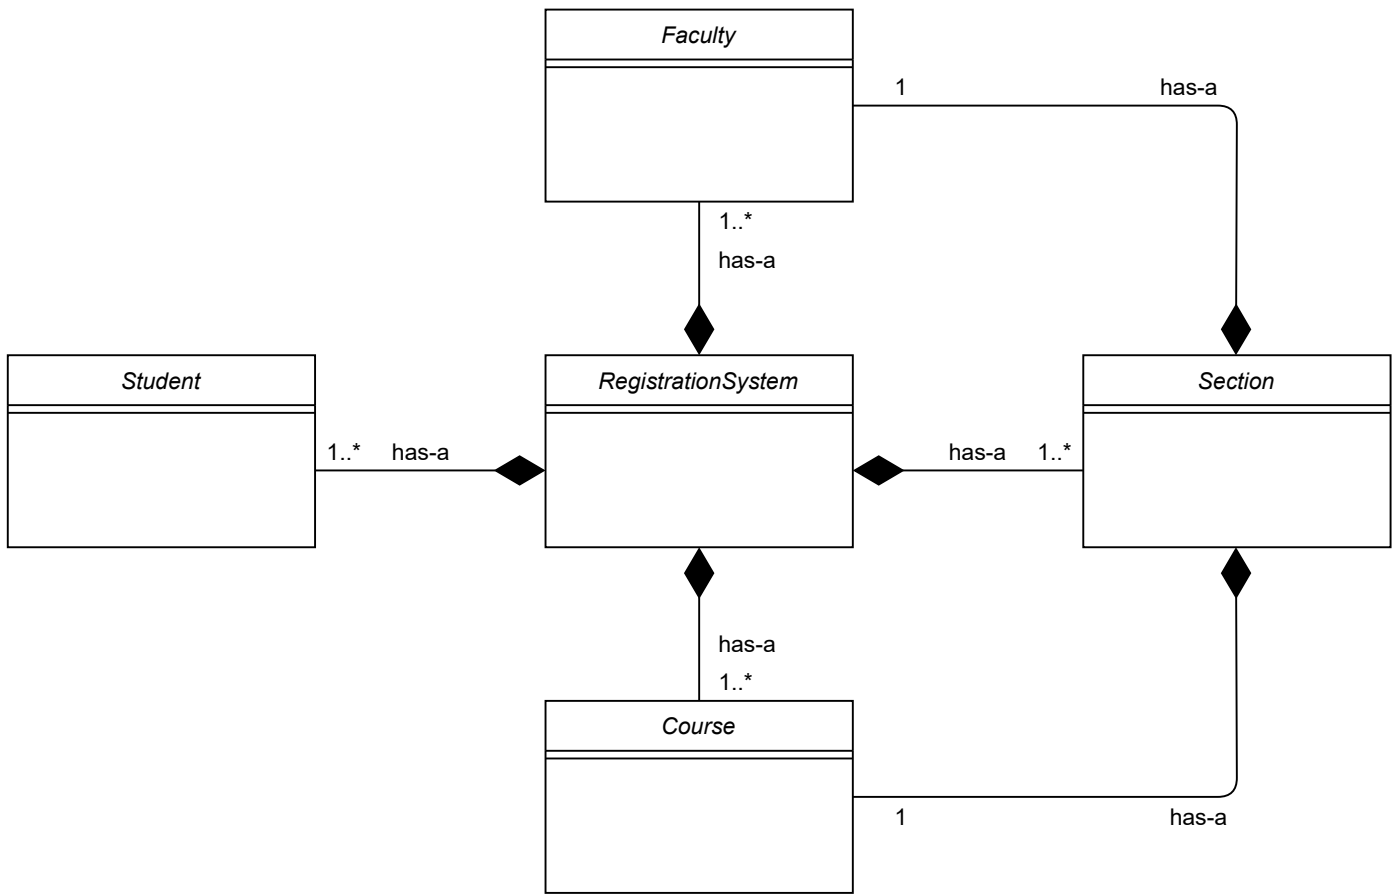 Faculty
1
has-a
1..*
has-a
Student
RegistrationSystem
Section
1..*
has-a
has-a
1..*
has-a
1..*
Course
1
has-a